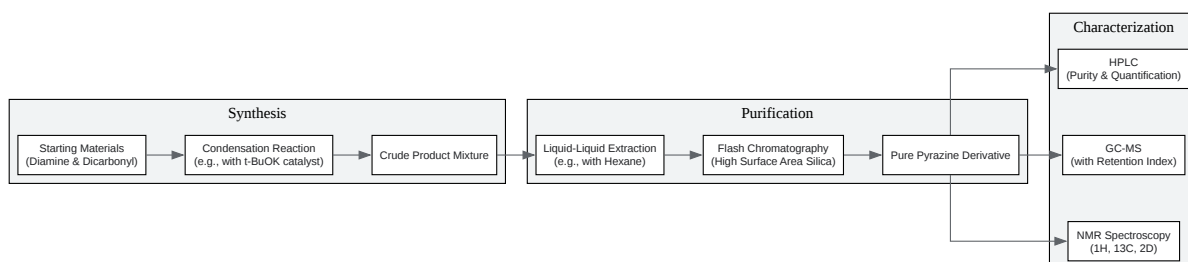 Synthesis
Starting Materials
(Diamine & Dicarbonyl)
Condensation Reaction
(e.g., with t-BuOK catalyst)
Crude Product Mixture
Purification
Liquid-Liquid Extraction
(e.g., with Hexane)
Flash Chromatography
(High Surface Area Silica)
Pure Pyrazine Derivative
Characterization
HPLC
(Purity & Quantification)
GC-MS
(with Retention Index)
NMR Spectroscopy
(1H, 13C, 2D)